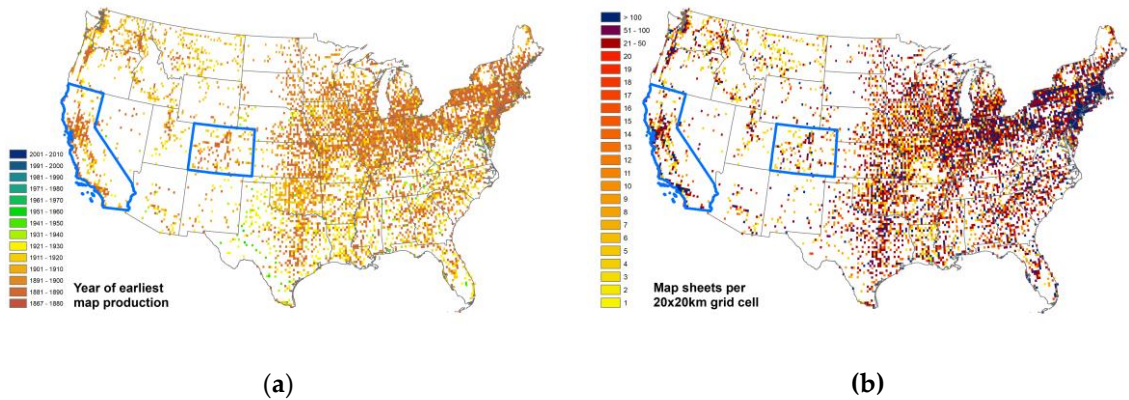 2001 - 2010
1991 - 2000
1981 - 1990
1971 - 1980
1961 - 1970
1951 - 1960
1941 - 1950
1931 - 1940
1921 - 1930
1911 - 1920
1901 - 1910
1891 - 1900
1881 - 1890
1867 - 1880
Year of earliest
map production
(a)
> 100
51 - 100
21 - 50
20
19
18
17
16
15
14
13
12
11
10
9
8
7
6
5
4
3
2
1
Map sheets per
20x20km grid cell
(b)